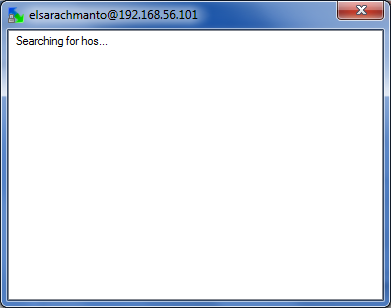 elsarachmanto@192.168.56.101
Searching for hos...